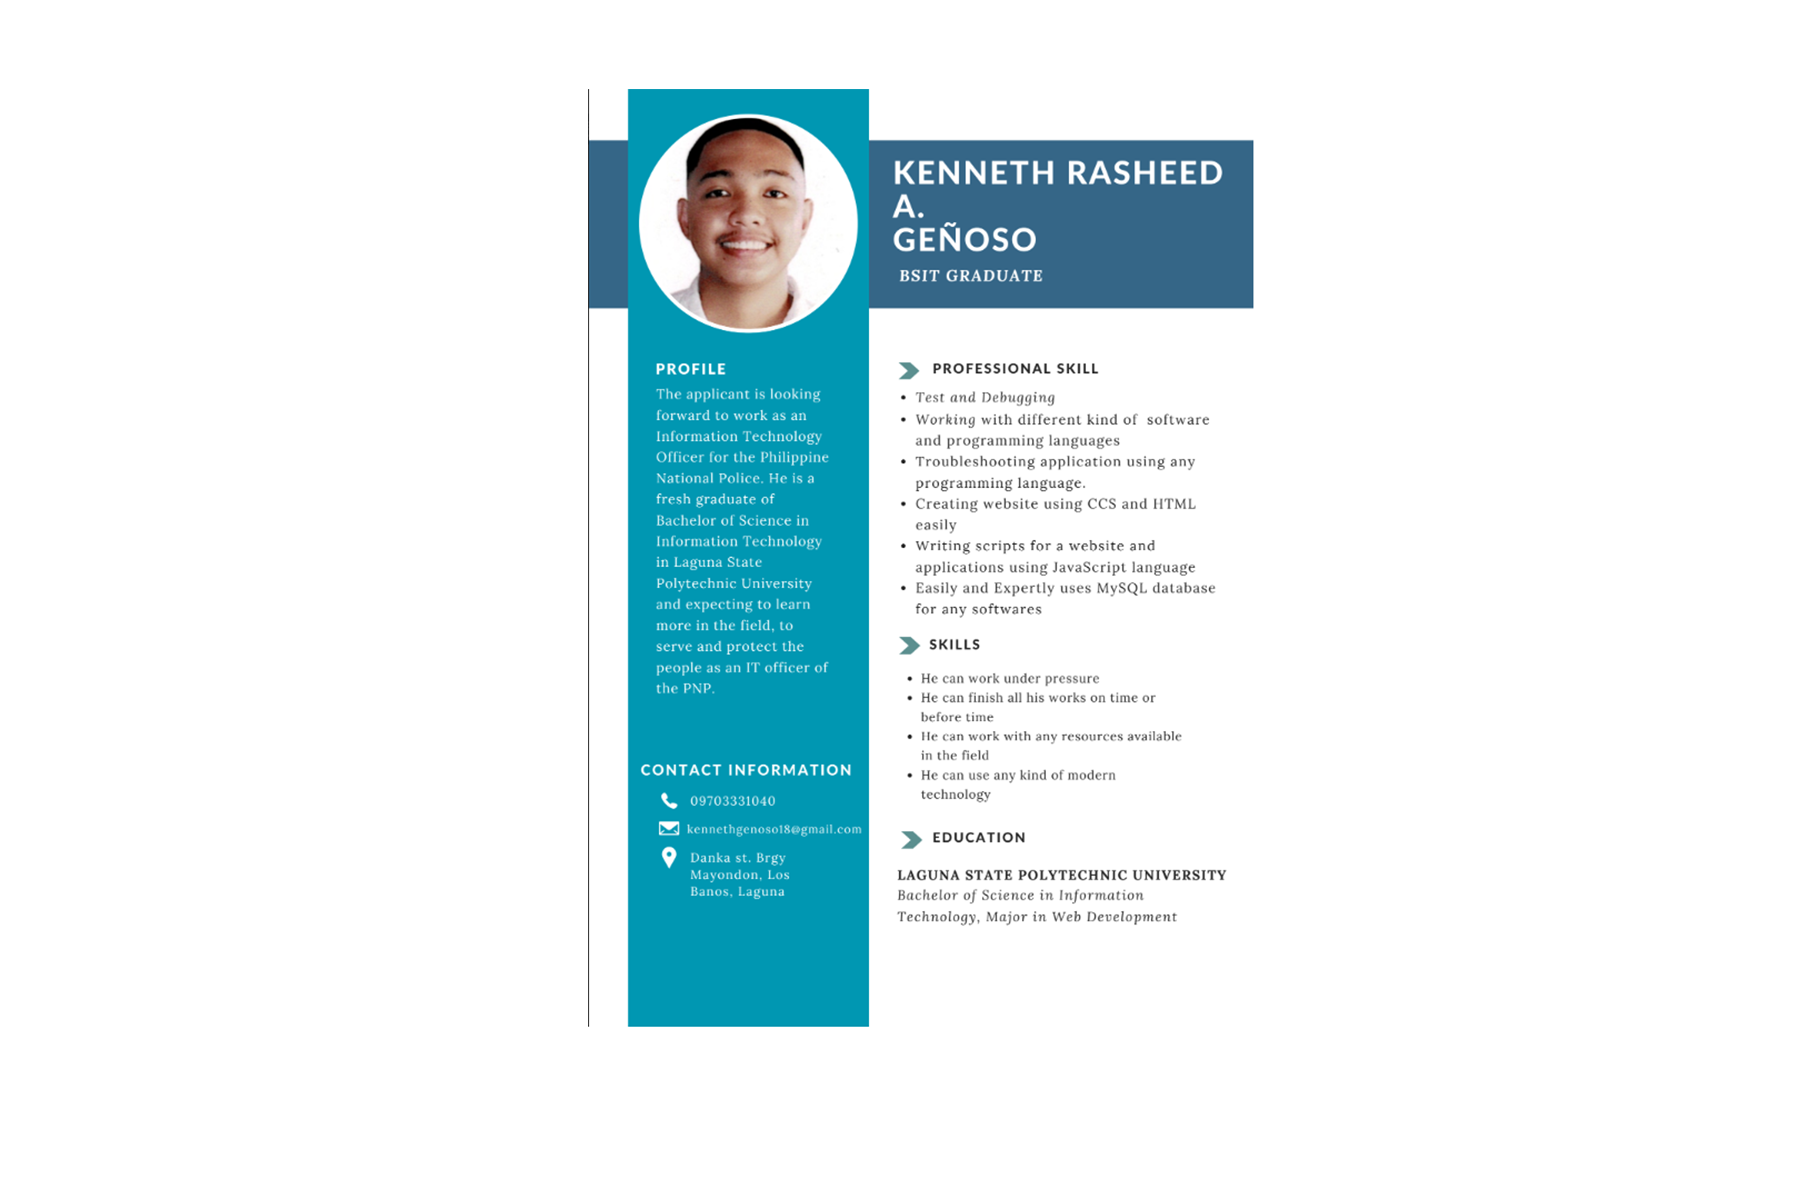 KENNETH RASHEED
A.
GEÑOSO
BSIT GRADUATE
PROFILE
The applicant is looking
forward to work as an
Information Technology
Officer for the Philippine
National Police. He is a
fresh graduate of
Bachelor of Science in
Information Technology
in Laguna State
Polytechnic University
and expecting to learn
more in the field, to
serve and protect the
people as an IT officer of
the PNP.
CONTACT INFORMATION
09703331040
kennethgenoso18@gmail.com
Danka st. Brgy
Mayondon, Los
Banos, Laguna
PROFESSIONAL SKILL
• Test and Debugging
• Working with different kind of software
and programming languages
• Troubleshooting application using any
programming language.
• Creating website using CCS and HTML
easily
• Writing scripts for a website and
applications using JavaScript language
• Easily and Expertly uses MySQL database
for any softwares
SKILLS
• He can work under pressure
• He can finish all his works on time or
before time
• He can work with any resources available
in the field
• He can use any kind of modern
technology
EDUCATION
LAGUNA STATE POLYTECHNIC UNIVERSITY
Bachelor of Science in Information
Technology, Major in Web Development